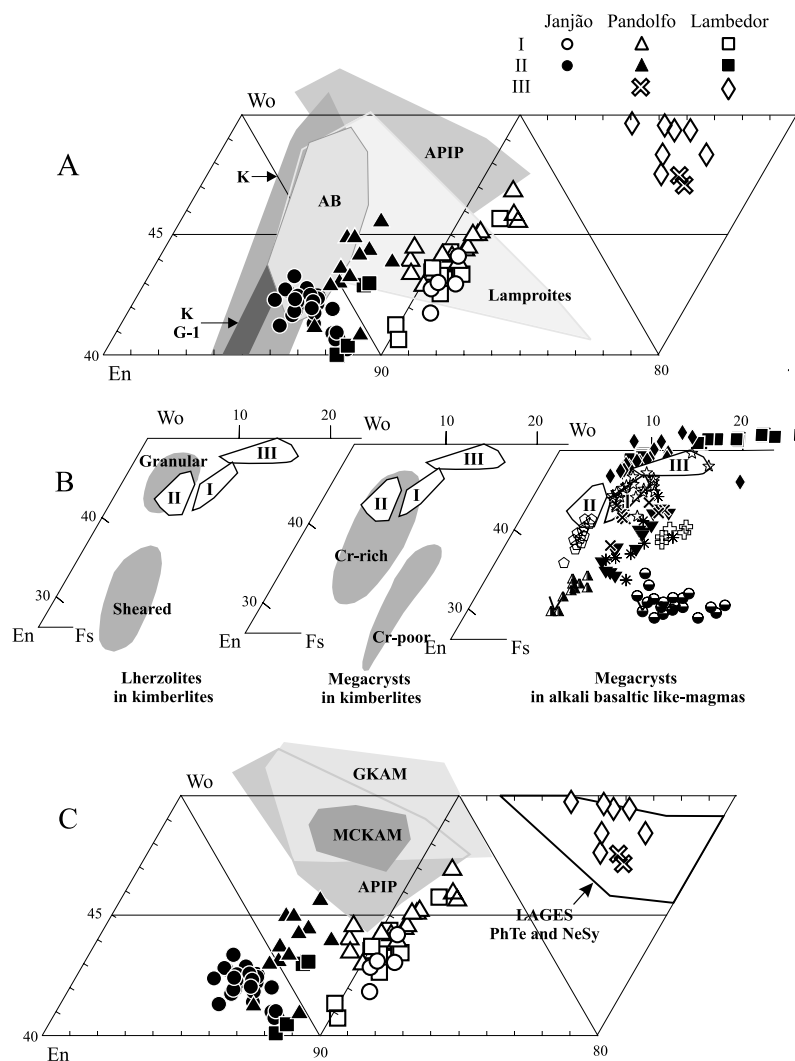 Janjão Pandolfo Lambedor
I
II
III
A
Wo
APIP
K
AB
45
K
G-1
Lamproites
40
En
90
80
B
Wo 10 20
Granular
III
II I
40
Sheared
30
En Fs
Lherzolites
in kimberlites
Wo 10 20
III
II I
40
Cr-rich
30
Cr-poor
En Fs
Megacrysts
in kimberlites
Wo 10 20
III
II I
40
30
En Fs
Megacrysts
in alkali basaltic like-magmas
C
Wo
GKAM
MCKAM
APIP
45
LAGES
PhTe and NeSy
40
En
90
80